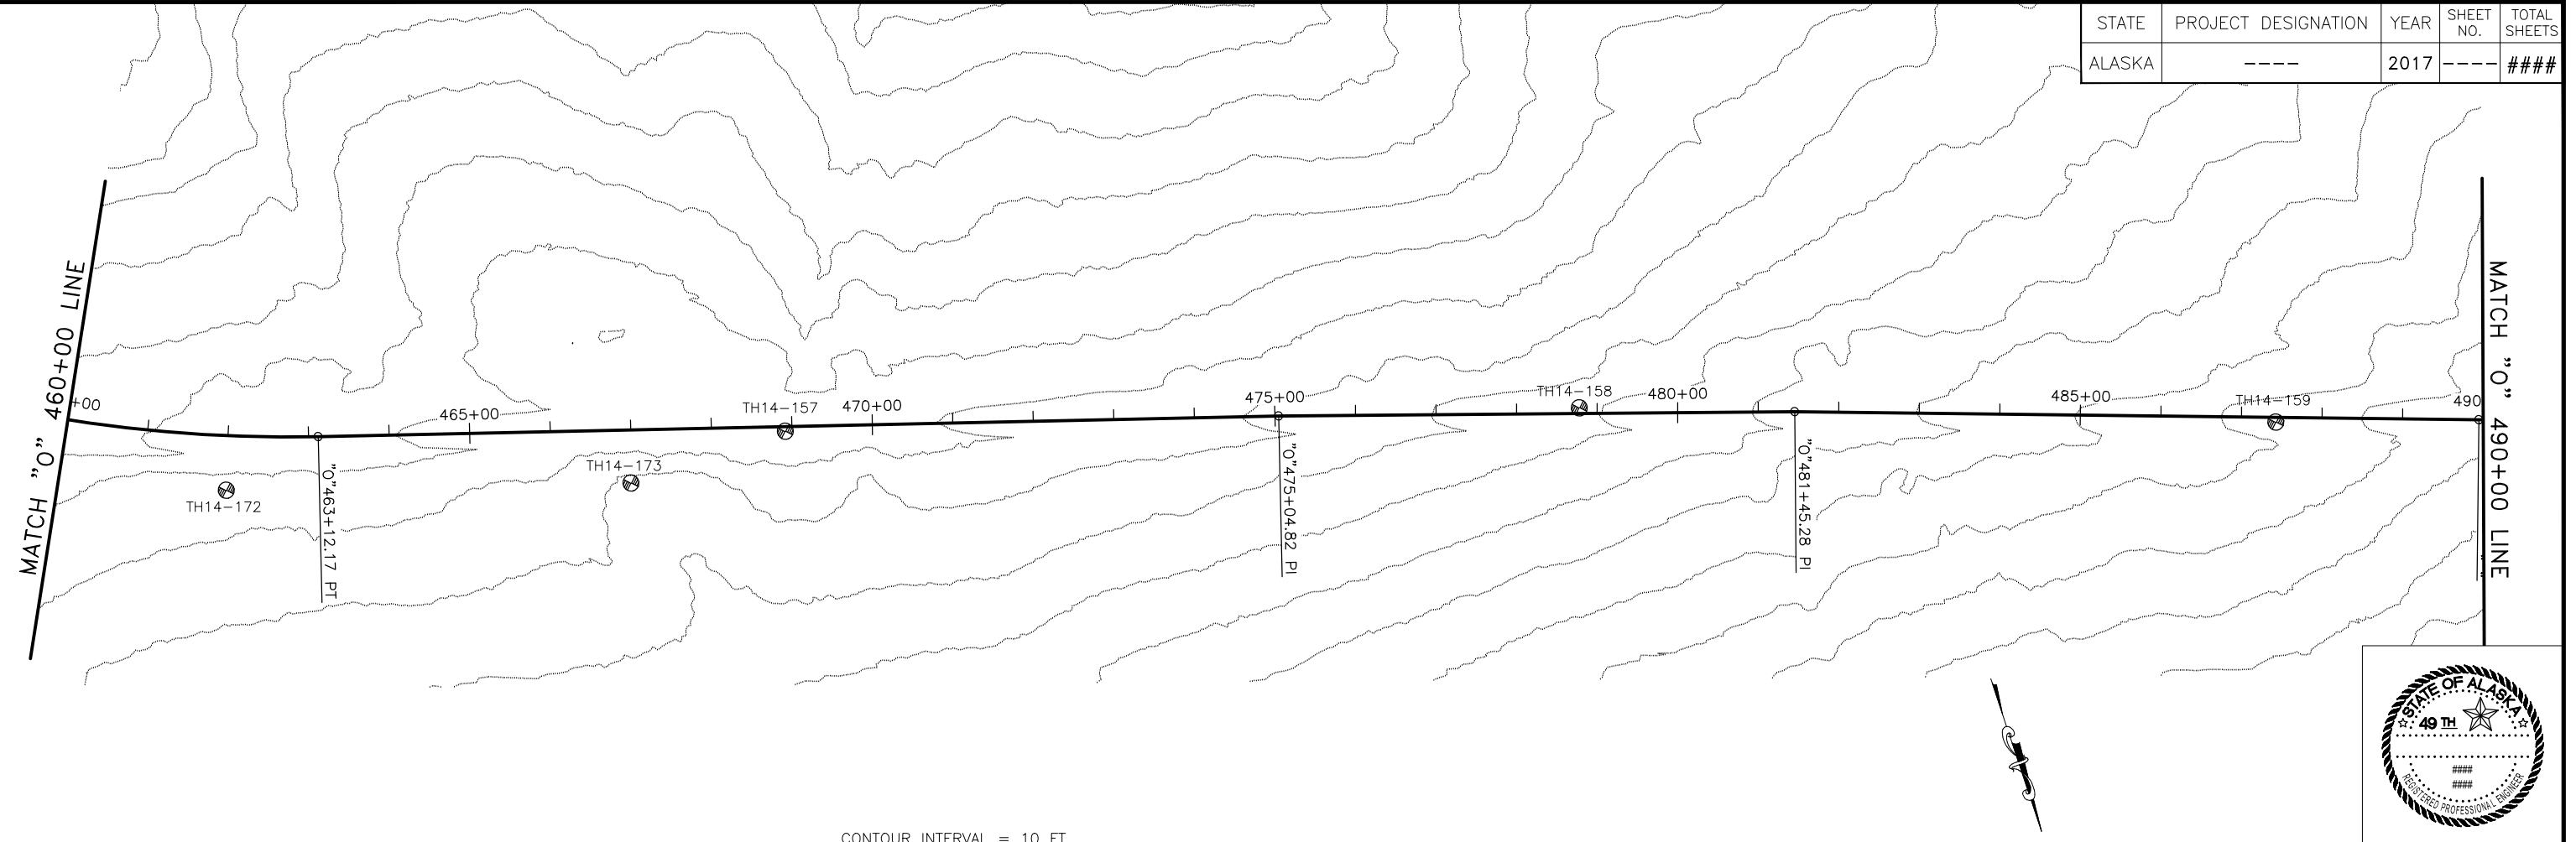 STATE PROJECT DESIGNATION YEAR SHEET NO. TOTAL SHEETS
ALASKA ---- 2017 ---- ####
MATCH "O" 460+00 LINE
+00
465+00
470+00
475+00
480+00
485+00
490
TH14-157
TH14-158
TH14-159
TH14-173
TH14-172
"O"463+12.17 PT
"O"475+04.82 PI
"O"481+45.28 PI
MATCH "O" 490+00 LINE
STATE OF ALASKA
49 TH
####
####
REGISTERED PROFESSIONAL ENGINEER
CONTOUR INTERVAL = 10 FT